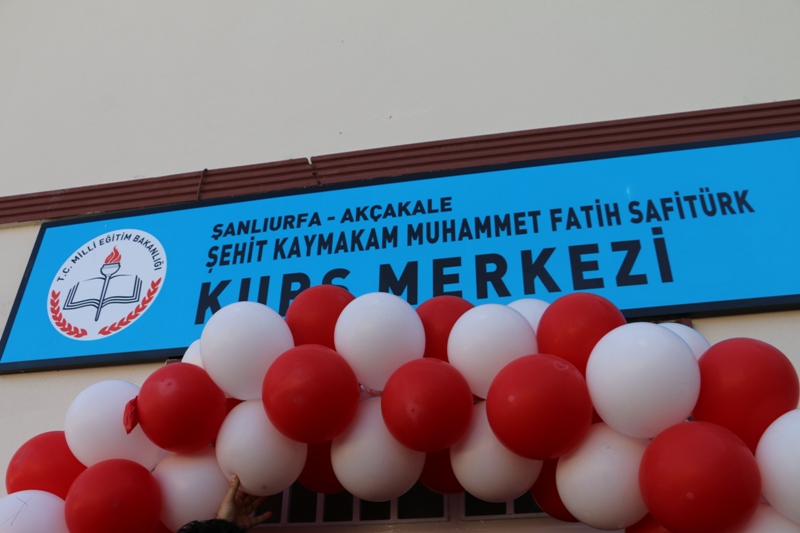 T.C. MİLLİ EĞİTİM BAKANLIĞI
ŞANLIURFA - AKÇAKALE
ŞEHİT KAYMAKAM MUHAMMET FATİH SAFİTÜRK
KURS MERKEZİ